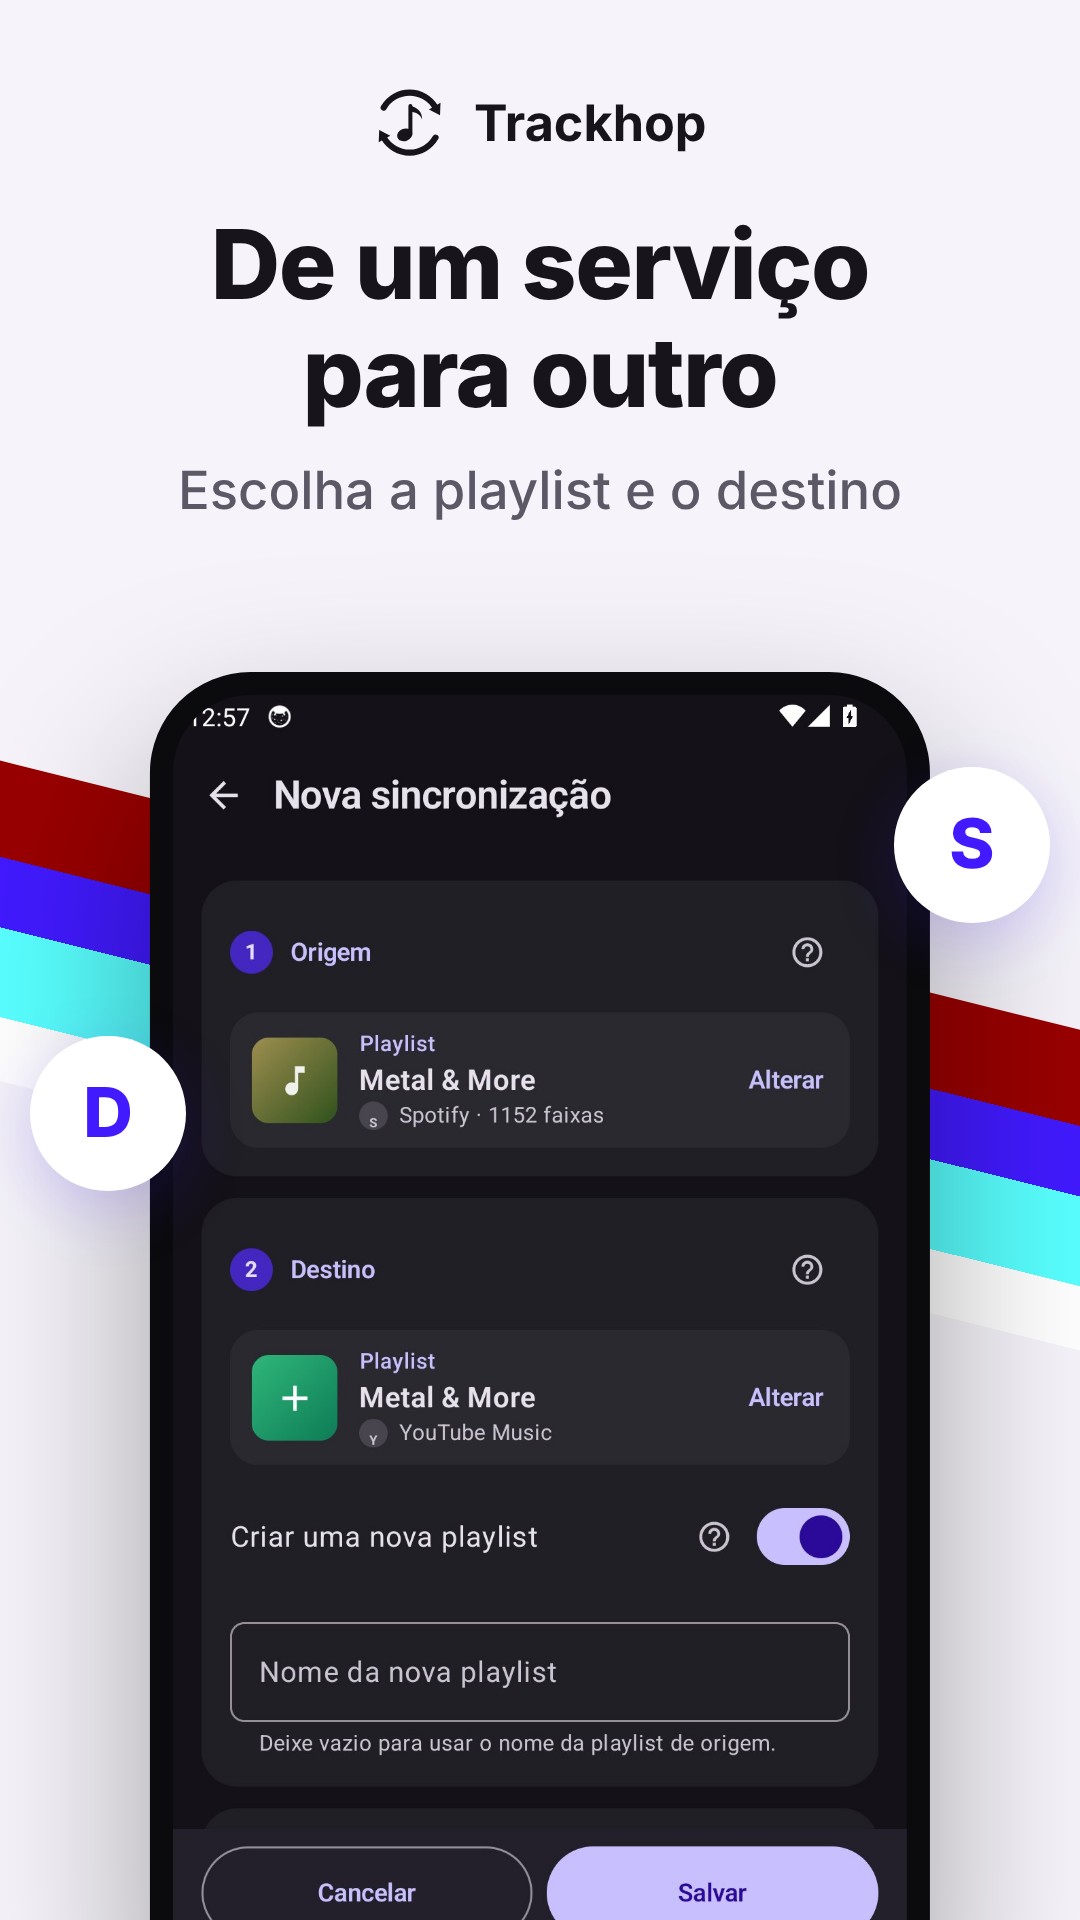 Trackhop
De um serviço
para outro
Escolha a playlist e o destino
12:57
Nova sincronização
S
1 Origem
Playlist
Metal & More
Alterar
S Spotify · 1152 faixas
D
2 Destino
Playlist
Metal & More
Alterar
Y YouTube Music
Criar uma nova playlist
Nome da nova playlist
Deixe vazio para usar o nome da playlist de origem.
Cancelar
Salvar